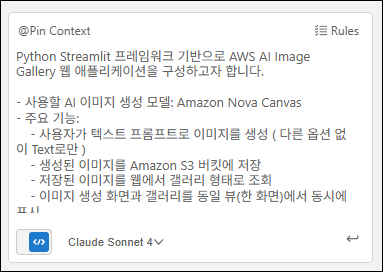 @Pin Context
Rules
Python Streamlit 프레임워크 기반으로 AWS AI Image
Gallery 웹 애플리케이션을 구성하고자 합니다.
- 사용할 AI 이미지 생성 모델: Amazon Nova Canvas
- 주요 기능:
- 사용자가 텍스트 프롬프트로 이미지를 생성 ( 다른 옵션 없
이 Text로만 )
- 생성된 이미지를 Amazon S3 버킷에 저장
- 저장된 이미지를 웹에서 갤러리 형태로 조회
- 이미지 생성 화면과 갤러리를 동일 뷰(한 화면)에서 동시에
Claude Sonnet 4